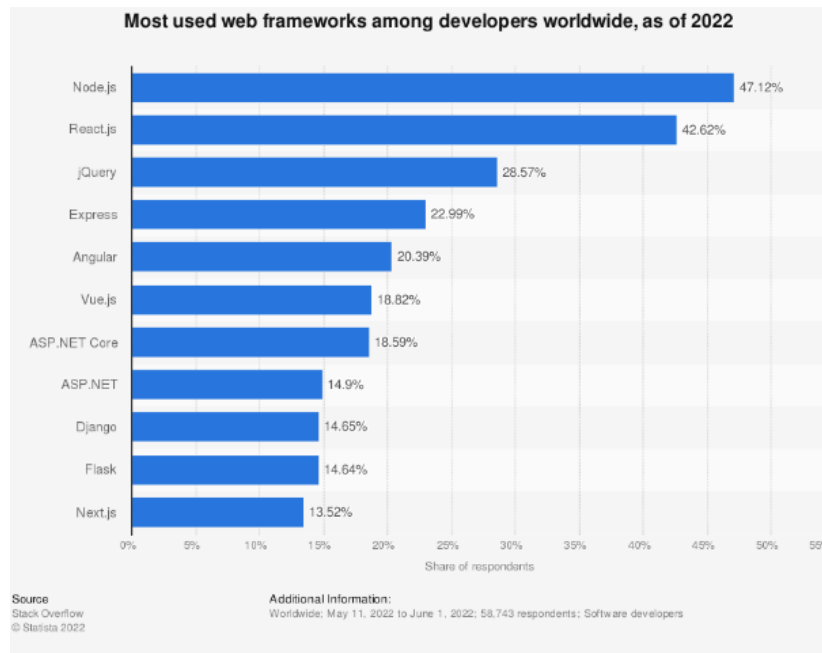 Most used web frameworks among developers worldwide, as of 2022
Node.js 47.12%
React.js 42.62%
jQuery 28.57%
Express 22.99%
Angular 20.39%
Vue.js 18.82%
ASP.NET Core 18.59%
ASP.NET 14.9%
Django 14.65%
Flask 14.64%
Next.js 13.52%
0% 5% 10% 15% 20% 25% 30% 35% 40% 45% 50% 55
Share of respondents
Source
Stack Overflow
© Statista 2022
Additional Information:
Worldwide; May 11, 2022 to June 1, 2022; 58,743 respondents; Software developers